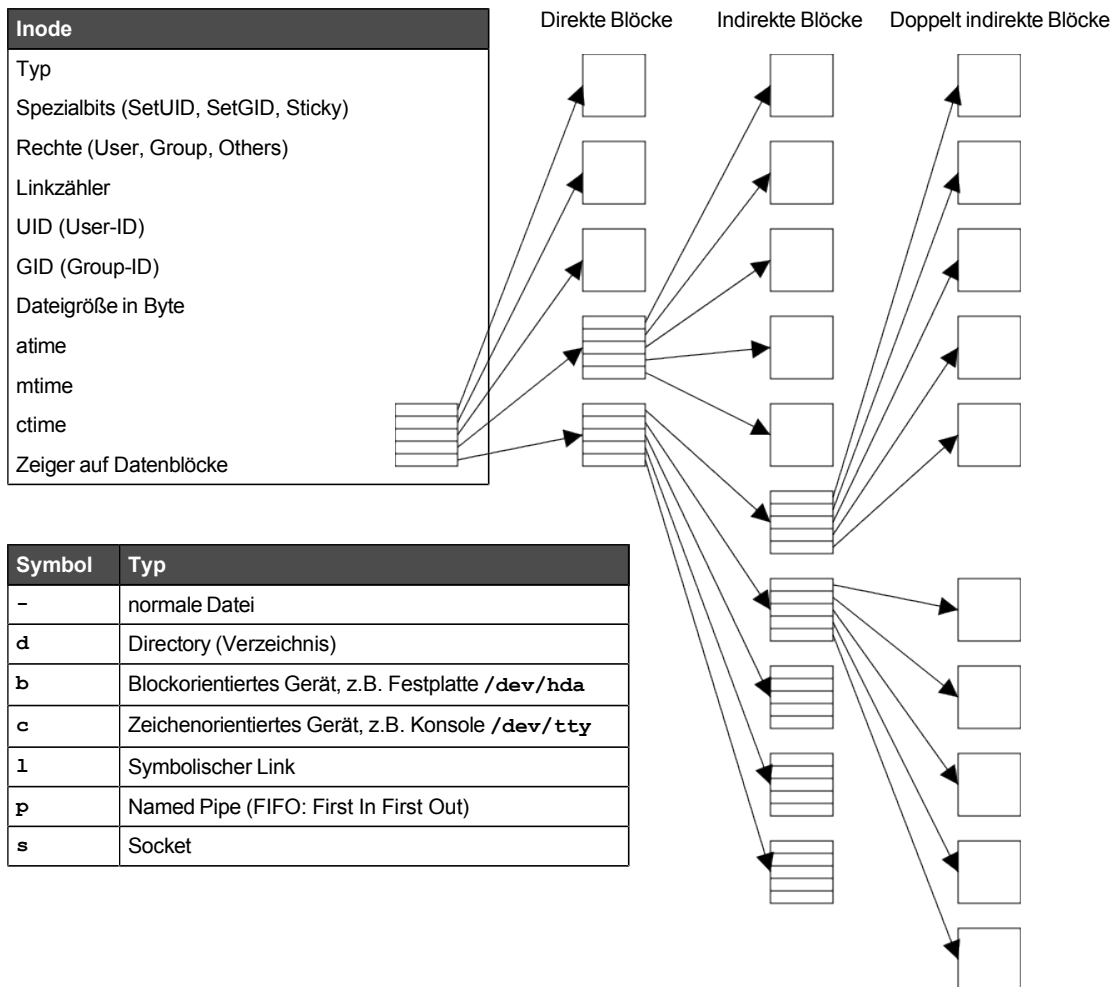 Direkte Blöcke Indirekte Blöcke Doppelt indirekte Blöcke
Inode
Typ
Spezialbits (SetUID, SetGID, Sticky)
Rechte (User, Group, Others)
Linkzähler
UID (User-ID)
GID (Group-ID)
Dateigröße in Byte
atime
mtime
ctime
Zeiger auf Datenblöcke
Symbol Typ
- normale Datei
d Directory (Verzeichnis)
b Blockorientiertes Gerät, z.B. Festplatte /dev/hda
c Zeichenorientiertes Gerät, z.B. Konsole /dev/tty
l Symbolischer Link
p Named Pipe (FIFO: First In First Out)
s Socket